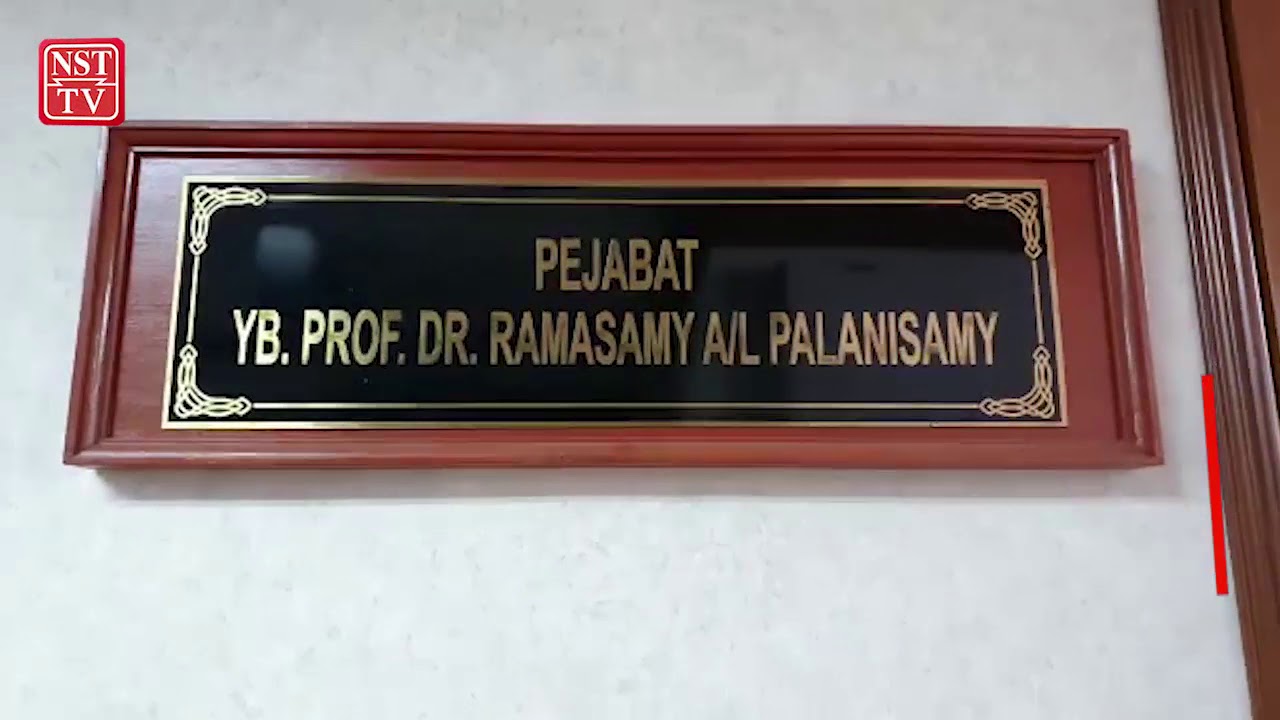 NST
TV
PEJABAT
YB. PROF. DR. RAMASAMY A/L PALANISAMY